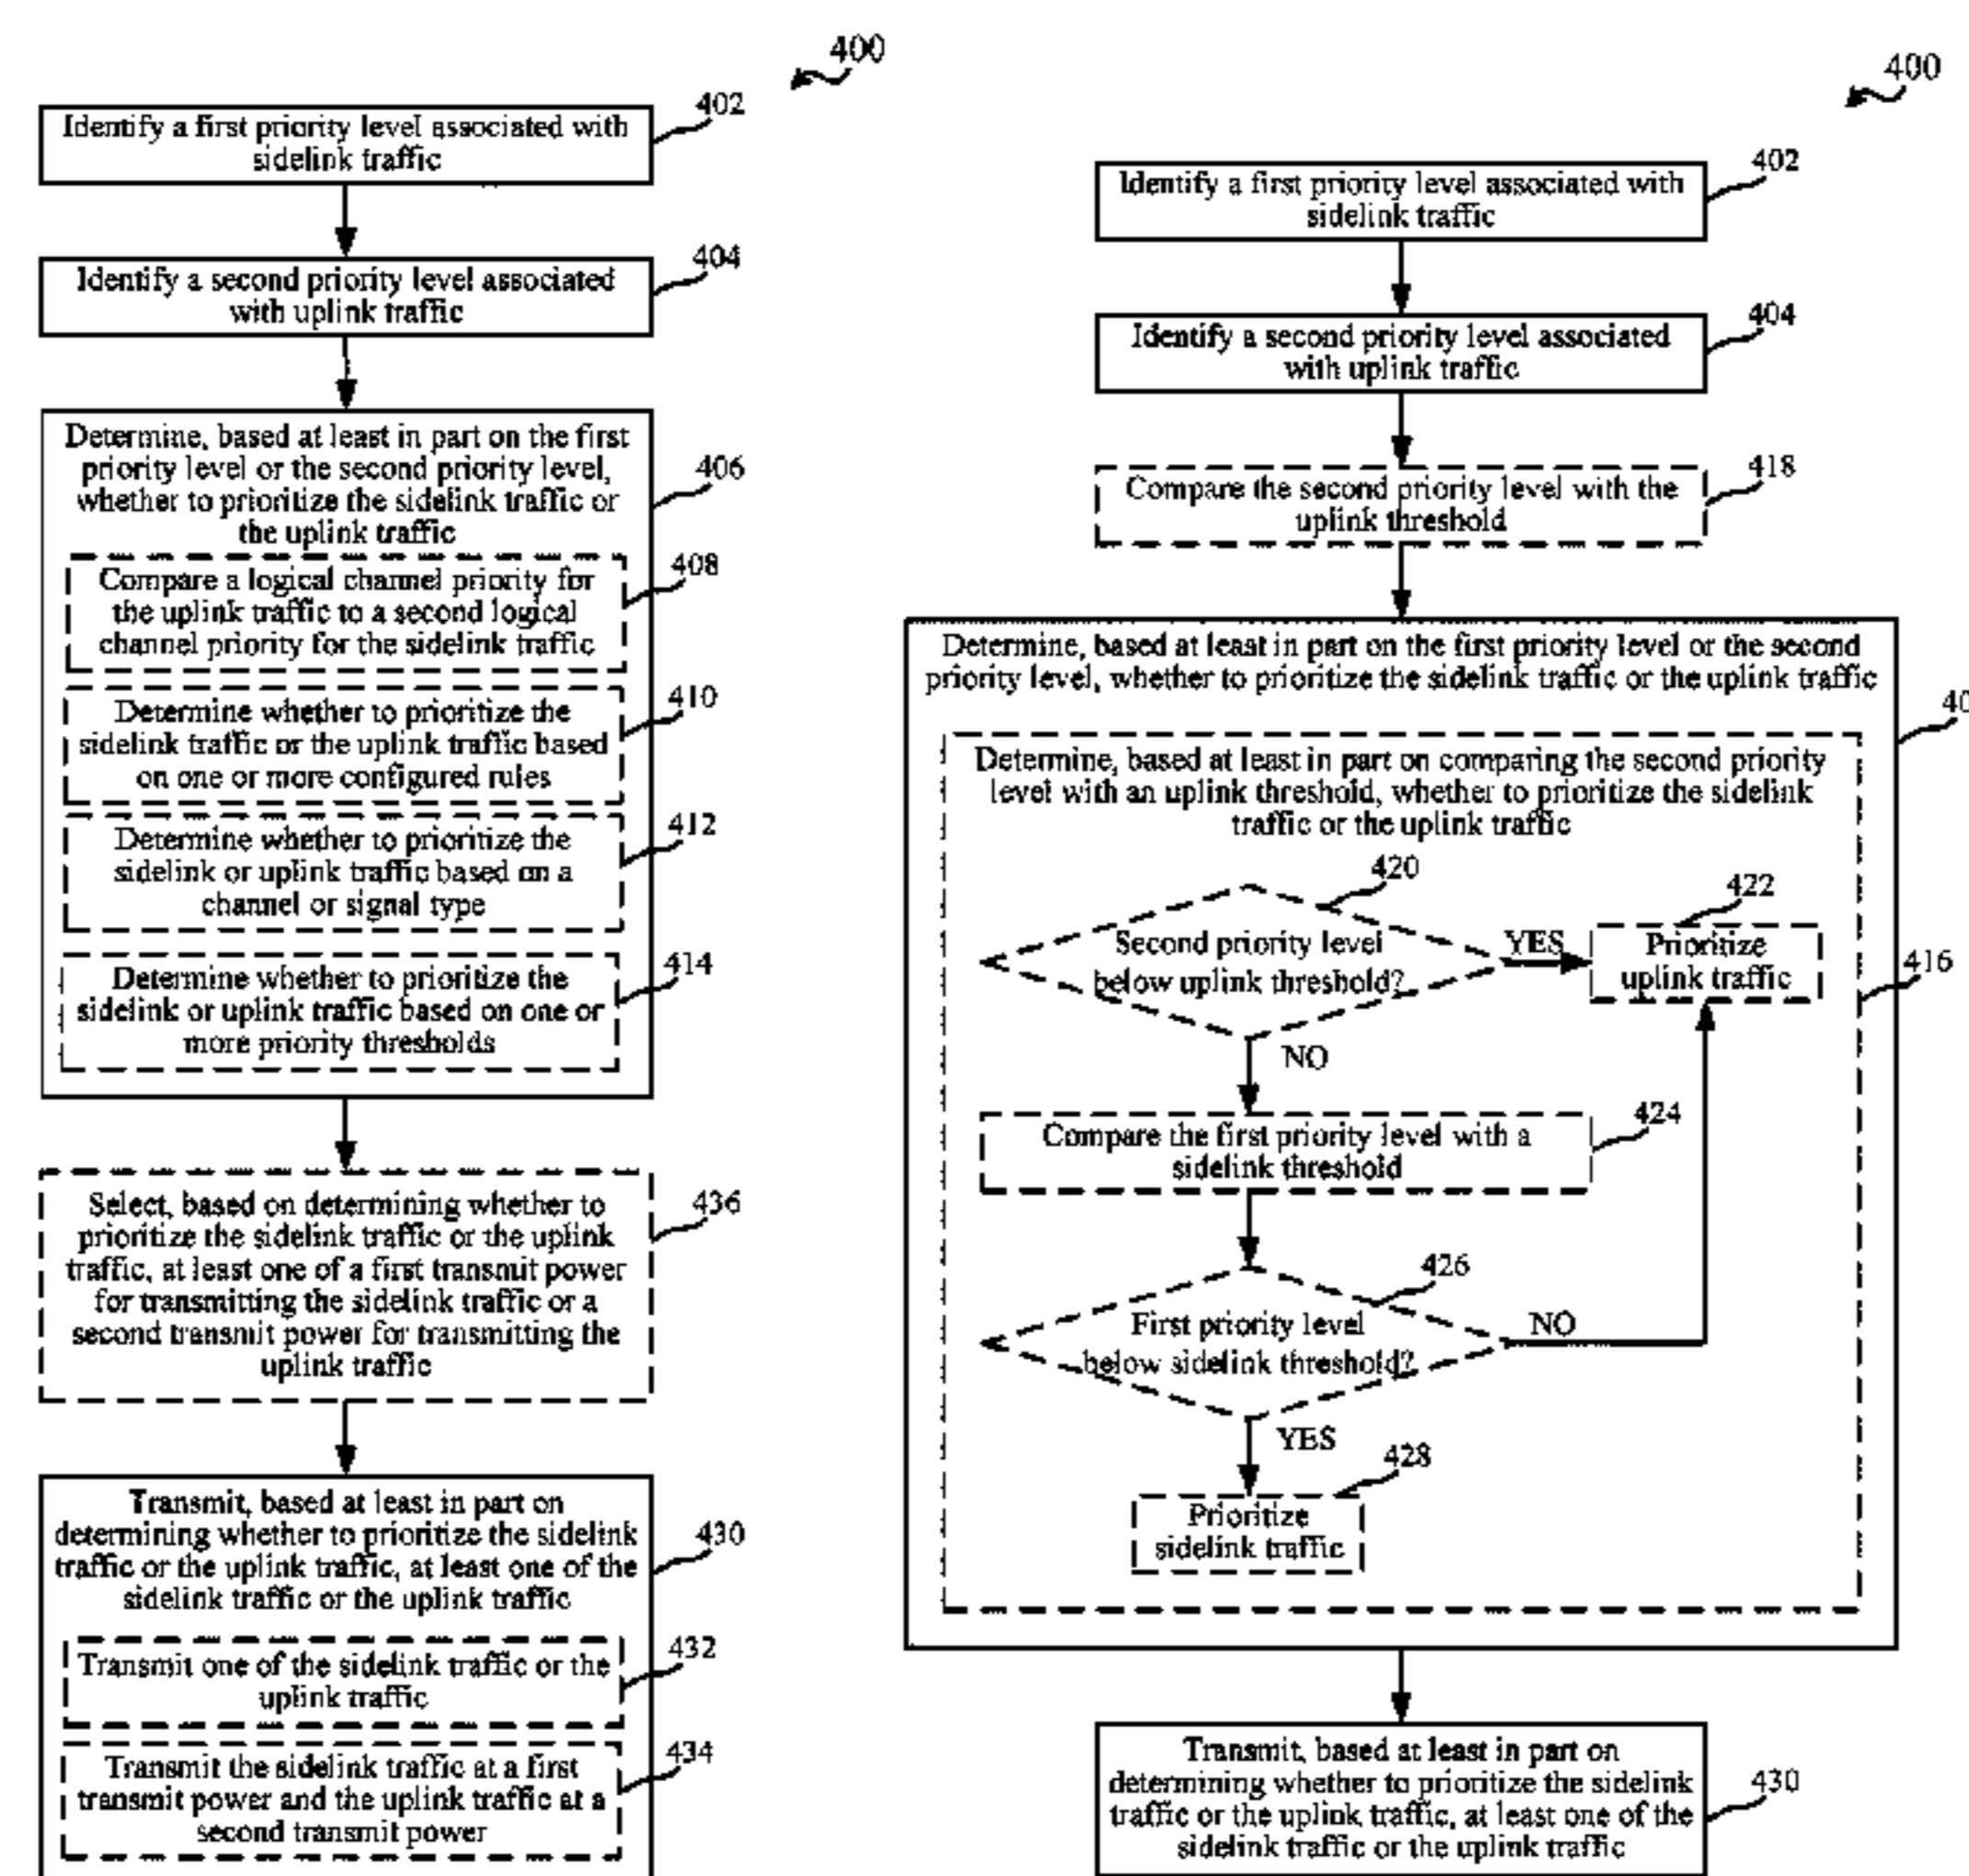 400
402
Identify a first priority level associated with
sidelink traffic
404
Identify a second priority level associated
with uplink traffic
Determine, based at least in part on the first
priority level or the second priority level,
whether to prioritize the sidelink traffic or
the uplink traffic
406
Compare a logical channel priority for
the uplink traffic to a second logical
channel priority for the sidelink traffic
408
Determine whether to prioritize the
sidelink traffic or the uplink traffic based
on one or more configured rules
410
Determine whether to prioritize the
sidelink or uplink traffic based on a
channel or signal type
412
Determine whether to prioritize the
sidelink or uplink traffic based on one or
more priority thresholds
414
Select, based on determining whether to
prioritize the sidelink traffic or the uplink
traffic, at least one of a first transmit power
for transmitting the sidelink traffic or a
second transmit power for transmitting the
uplink traffic
436
Transmit, based at least in part on
determining whether to prioritize the sidelink
traffic or the uplink traffic, at least one of the
sidelink traffic or the uplink traffic
430
Transmit one of the sidelink traffic or the
uplink traffic
432
Transmit the sidelink traffic at a first
transmit power and the uplink traffic at a
second transmit power
434
400
402
Identify a first priority level associated with
sidelink traffic
404
Identify a second priority level associated
with uplink traffic
418
Compare the second priority level with the
uplink threshold
Determine, based at least in part on the first priority level or the second
priority level, whether to prioritize the sidelink traffic or the uplink traffic
40
Determine, based at least in part on comparing the second priority
level with an uplink threshold, whether to prioritize the sidelink
traffic or the uplink traffic
416
420
Second priority level
below uplink threshold?
YES
422
Prioritize
uplink traffic
NO
424
Compare the first priority level with a
sidelink threshold
426
First priority level
below sidelink threshold?
NO
YES
428
Prioritize
sidelink traffic
Transmit, based at least in part on
determining whether to prioritize the sidelink
traffic or the uplink traffic, at least one of the
sidelink traffic or the uplink traffic
430